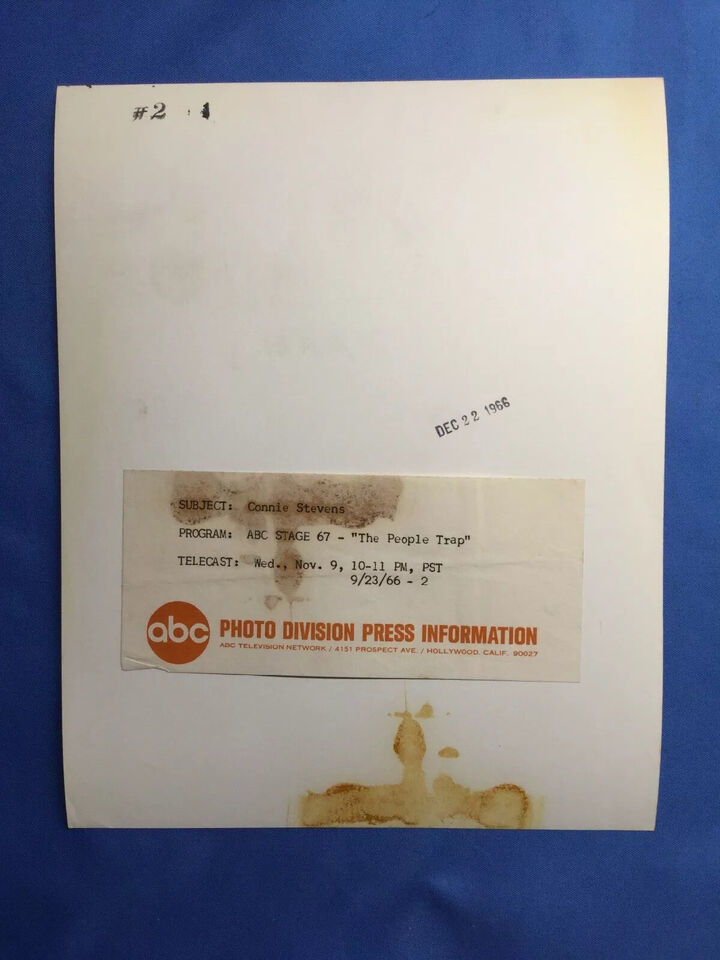 #2 1
DEC 22 1966
SUBJECT: Connie Stevens
PROGRAM: ABC STAGE 67 - "The People Trap"
TELECAST: Wed., Nov. 9, 10-11 PM, PST
9/23/66 - 2
abc PHOTO DIVISION PRESS INFORMATION
ABC TELEVISION NETWORK / 4151 PROSPECT AVE. / HOLLYWOOD. CALIF. 90027